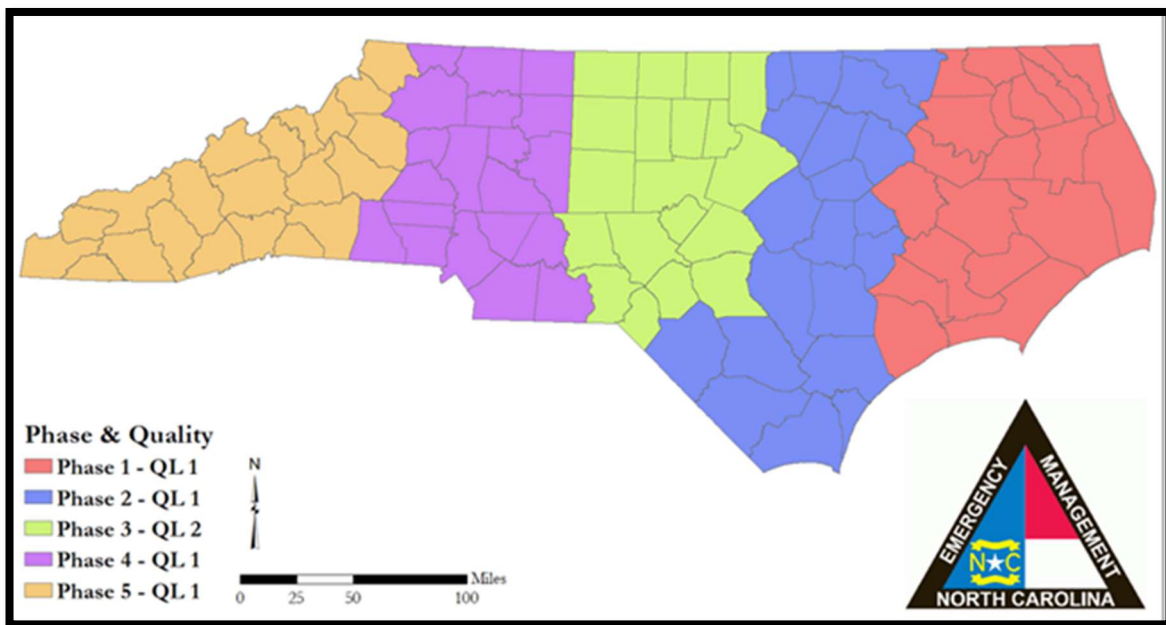 Phase & Quality
Phase 1 - QL 1
Phase 2 - QL 1
Phase 3 - QL 2
Phase 4 - QL 1
Phase 5 - QL 1
N
Miles
0 25 50 100
EMERGENCY
MANAGEMENT
N C
NORTH CAROLINA